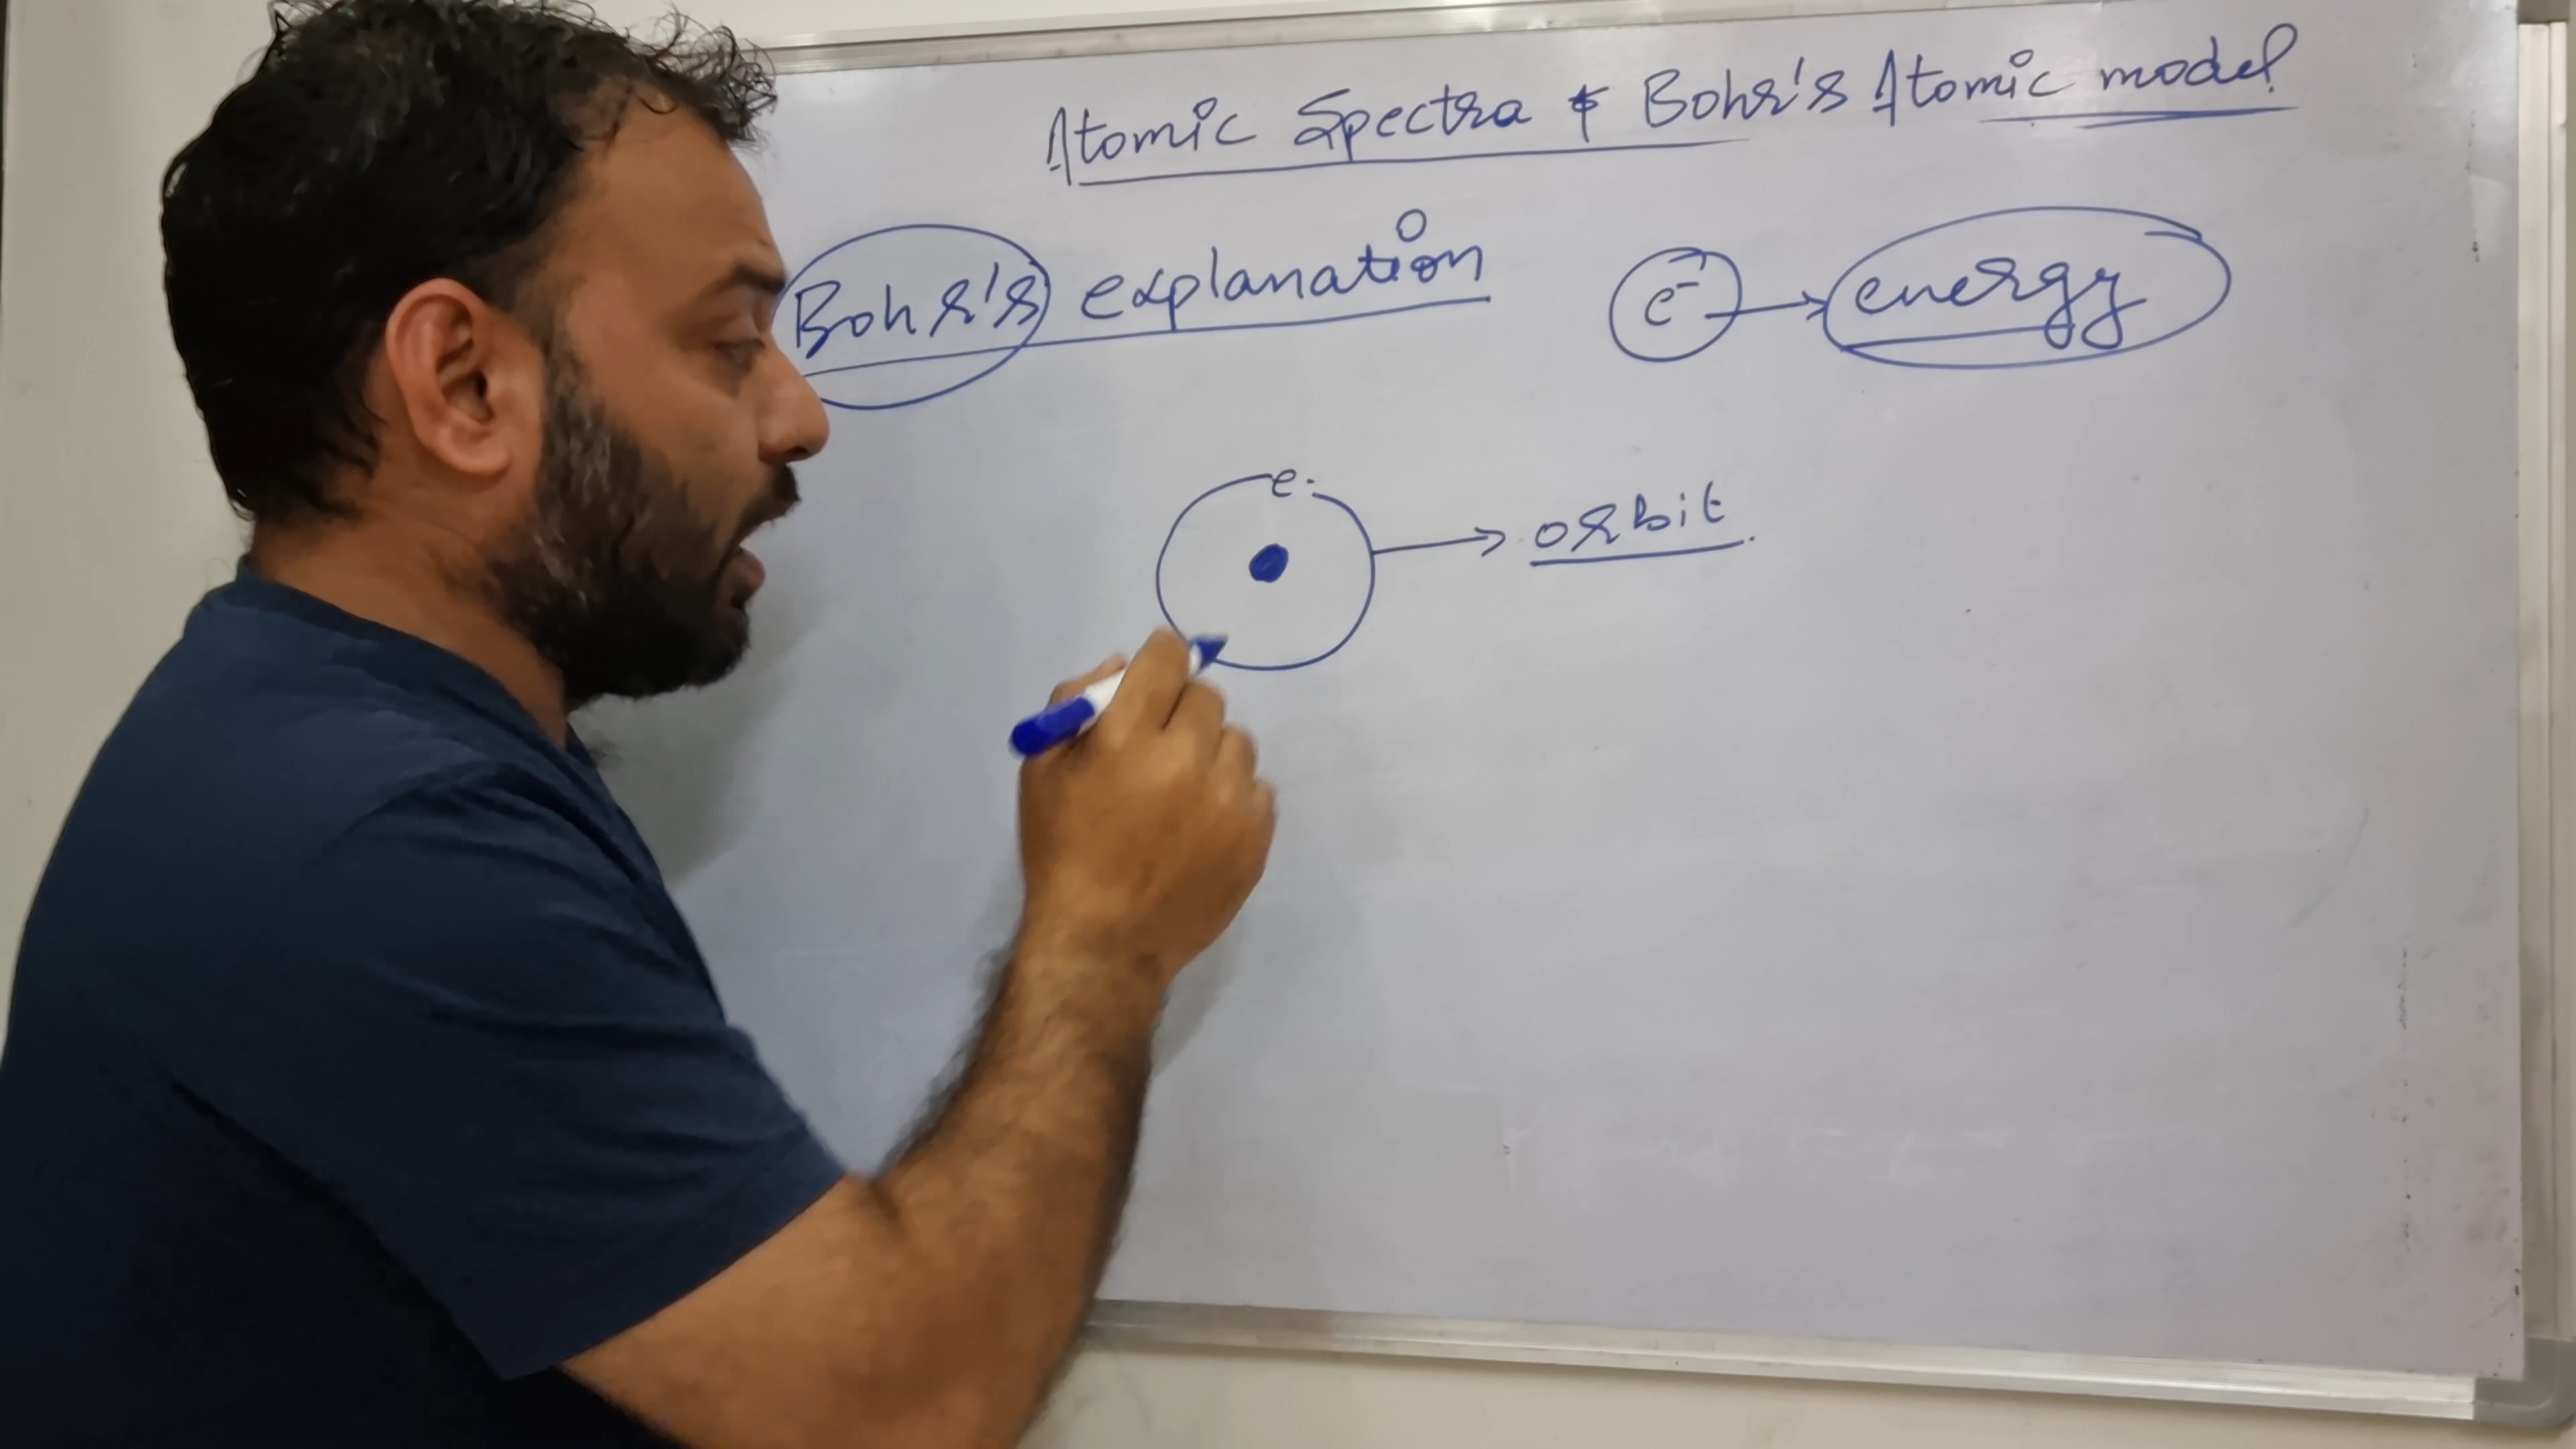 Atomic Spectra & Bohr's Atomic model
Bohr's explanation
e⁻ → energy
e-
→ orbit.